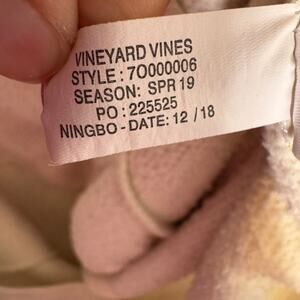 VINEYARD VINES
STYLE : 7O000006
SEASON: SPR 19
PO : 225525
NINGBO - DATE: 12 / 18